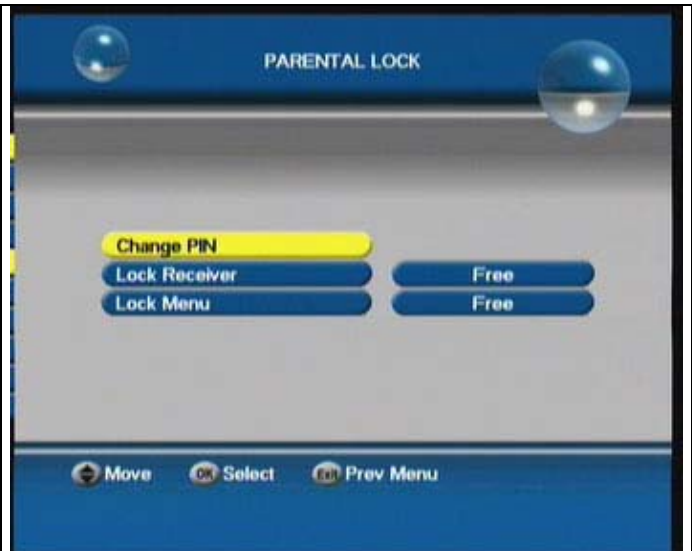 PARENTAL LOCK
Change PIN
Lock Receiver Free
Lock Menu Free
Move OK Select Exit Prev Menu